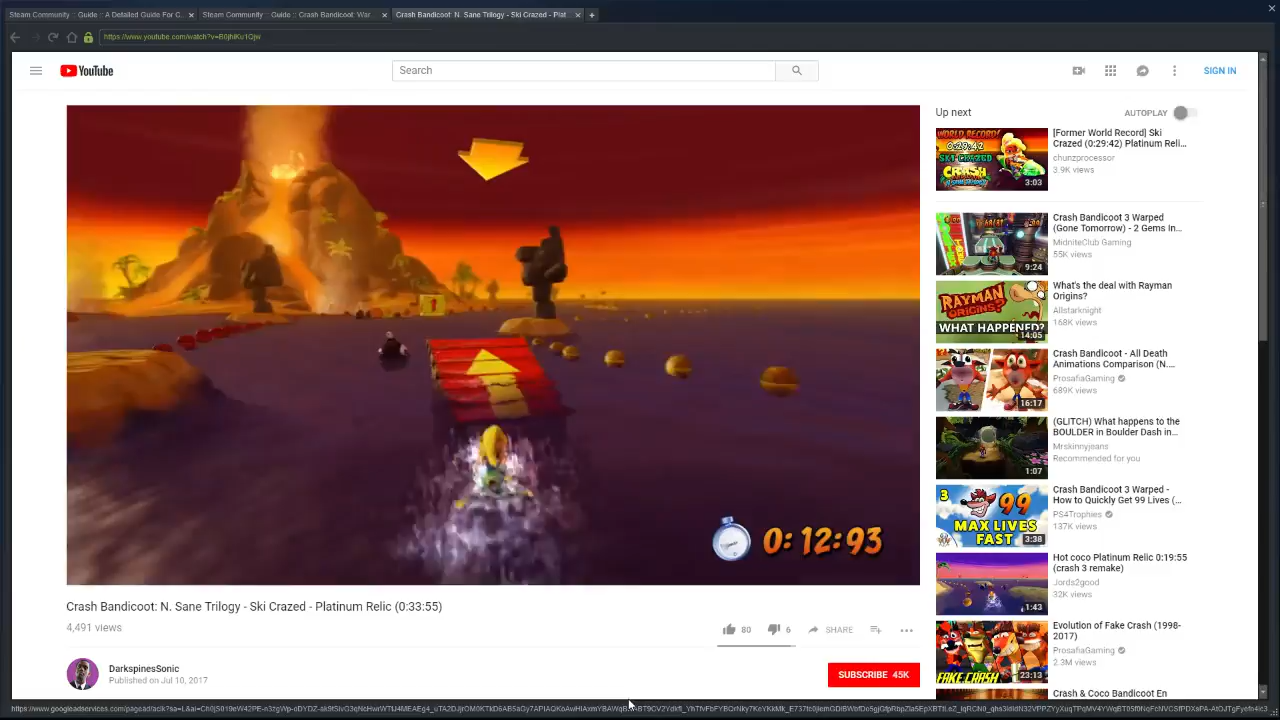 Steam Community :: Guide :: A Detailed Guide For C...
Steam Community :: Guide :: Crash Bandicoot: War
Crash Bandicoot: N. Sane Trilogy - Ski Crazed - Plat
YouTube
Search
SIGN IN
Up next
AUTOPLAY
WORLD RECORD!
0:29:42
SKI CRAZED
CRASH
3:03
[Former World Record] Ski
Crazed (0:29:42) Platinum Reli...
chunzprocessor
3.9K views
9:24
Crash Bandicoot 3 Warped
(Gone Tomorrow) - 2 Gems In...
MidniteClub Gaming
55K views
RAYMAN
ORIGINS?
WHAT HAPPENED?
14:05
What's the deal with Rayman
Origins?
Allstarknight
168K views
16:17
Crash Bandicoot - All Death
Animations Comparison (N....
ProsafiaGaming
689K views
1:07
(GLITCH) What happens to the
BOULDER in Boulder Dash in...
Mrskinnyjeans
Recommended for you
3
99
MAX LIVES
FAST
3:38
Crash Bandicoot 3 Warped -
How to Quickly Get 99 Lives (...
PS4Trophies
137K views
1:43
Hot coco Platinum Relic 0:19:55
(crash 3 remake)
Jords2good
32K views
FAKE CRASH
23:13
Evolution of Fake Crash (1998-
2017)
ProsafiaGaming
2.3M views
Crash & Coco Bandicoot En
0:12:93
Crash Bandicoot: N. Sane Trilogy - Ski Crazed - Platinum Relic (0:33:55)
4,491 views
80
6
SHARE
DarkspinesSonic
Published on Jul 10, 2017
SUBSCRIBE 45K